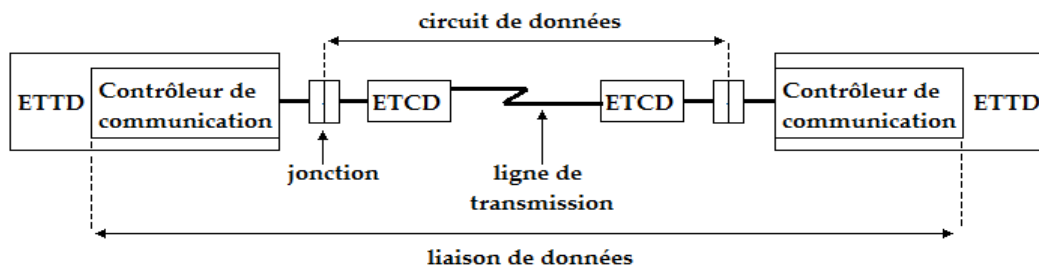 circuit de données
ETTD
Contrôleur de
communication
ETCD
ETCD
Contrôleur de
communication
ETTD
jonction
ligne de
transmission
liaison de données